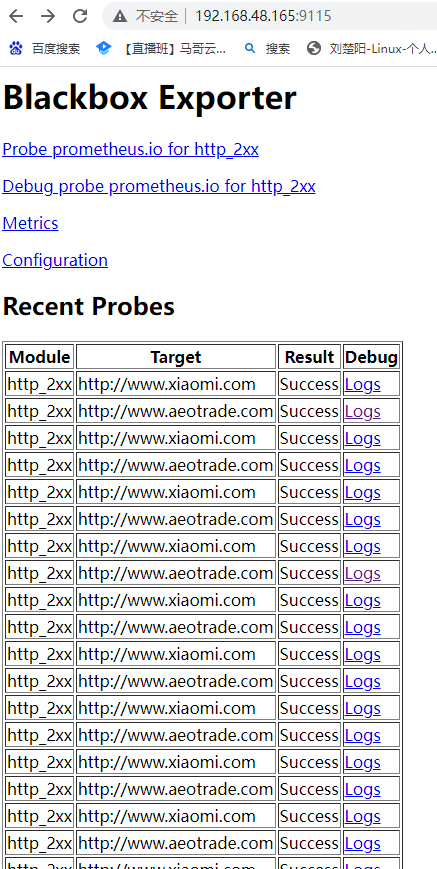 不安全 | 192.168.48.165:9115
百度搜索 【直播班】马哥云... 搜索 刘楚阳-Linux-个人...
Blackbox Exporter
Probe prometheus.io for http_2xx
Debug probe prometheus.io for http_2xx
Metrics
Configuration
Recent Probes
Module Target Result Debug
http_2xx http://www.xiaomi.com Success Logs
http_2xx http://www.aeotrade.com Success Logs
http_2xx http://www.xiaomi.com Success Logs
http_2xx http://www.aeotrade.com Success Logs
http_2xx http://www.xiaomi.com Success Logs
http_2xx http://www.aeotrade.com Success Logs
http_2xx http://www.xiaomi.com Success Logs
http_2xx http://www.aeotrade.com Success Logs
http_2xx http://www.xiaomi.com Success Logs
http_2xx http://www.aeotrade.com Success Logs
http_2xx http://www.xiaomi.com Success Logs
http_2xx http://www.aeotrade.com Success Logs
http_2xx http://www.xiaomi.com Success Logs
http_2xx http://www.aeotrade.com Success Logs
http_2xx http://www.xiaomi.com Success Logs
http_2xx http://www.aeotrade.com Success Logs
http_2xx http://www.xiaomi.com Success Logs
http_2xx http://www.aeotrade.com Success Logs
http_2xx http://www.xiaomi.com Success Logs